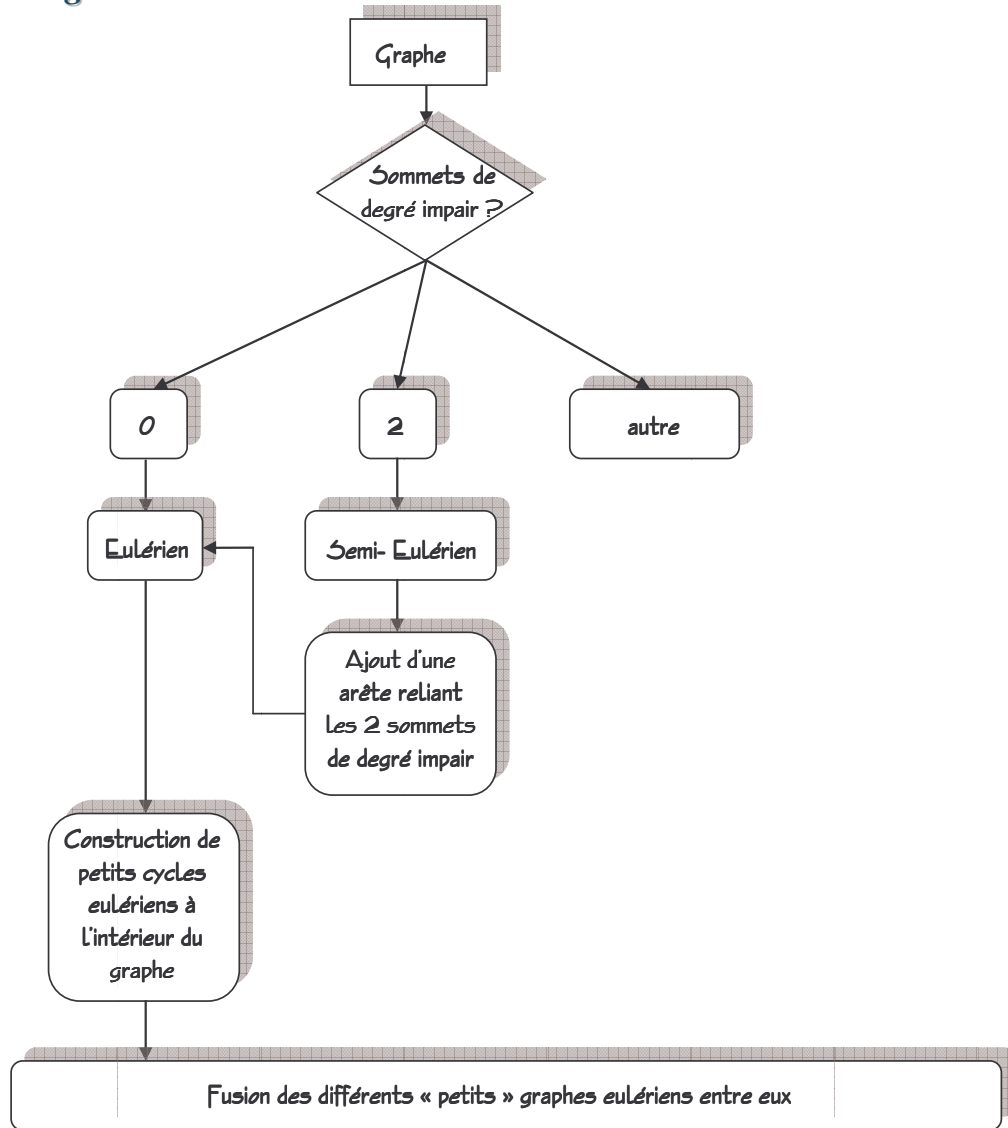 Graphe
Sommets de
degré impair ?
0
2
autre
Eulérien
Semi- Eulérien
Ajout d'une
arête reliant
les 2 sommets
de degré impair
Construction de
petits cycles
eulériens à
l'intérieur du
graphe
Fusion des différents « petits » graphes eulériens entre eux